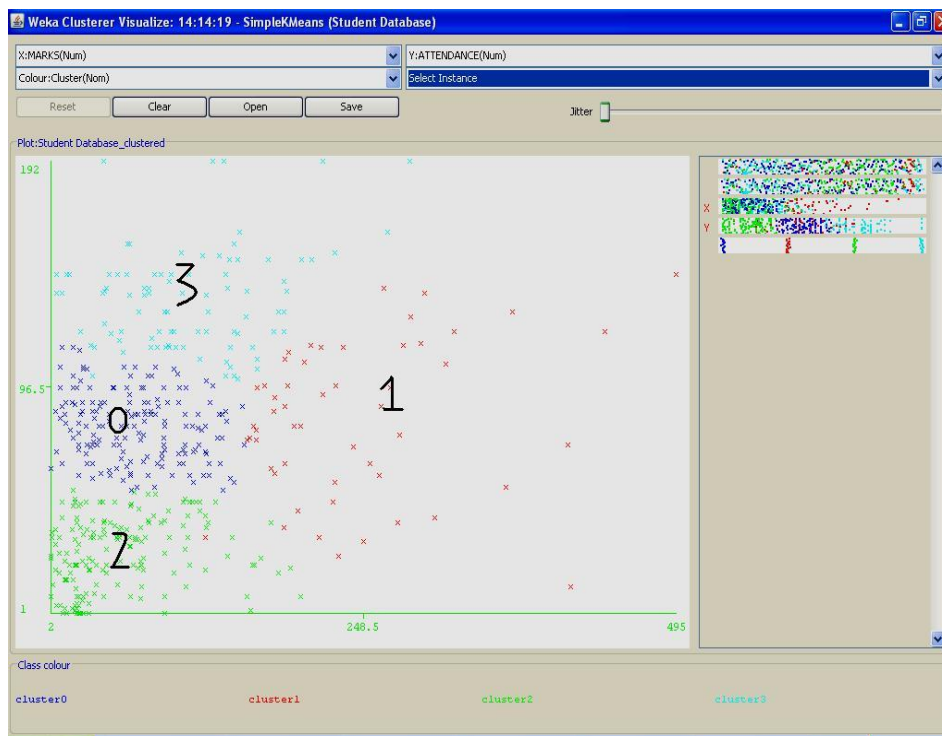 Weka Clusterer Visualize: 14:14:19 - SimpleKMeans (Student Database)
X:MARKS(Num) Y:ATTENDANCE(Num)
Colour:Cluster(Nom) Select Instance
Reset Clear Open Save Jitter
Plot:Student Database_clustered
192
X
Y
3
96.5
1
0
2
1
2 248.5 495
Class colour
cluster0 cluster1 cluster2 cluster3